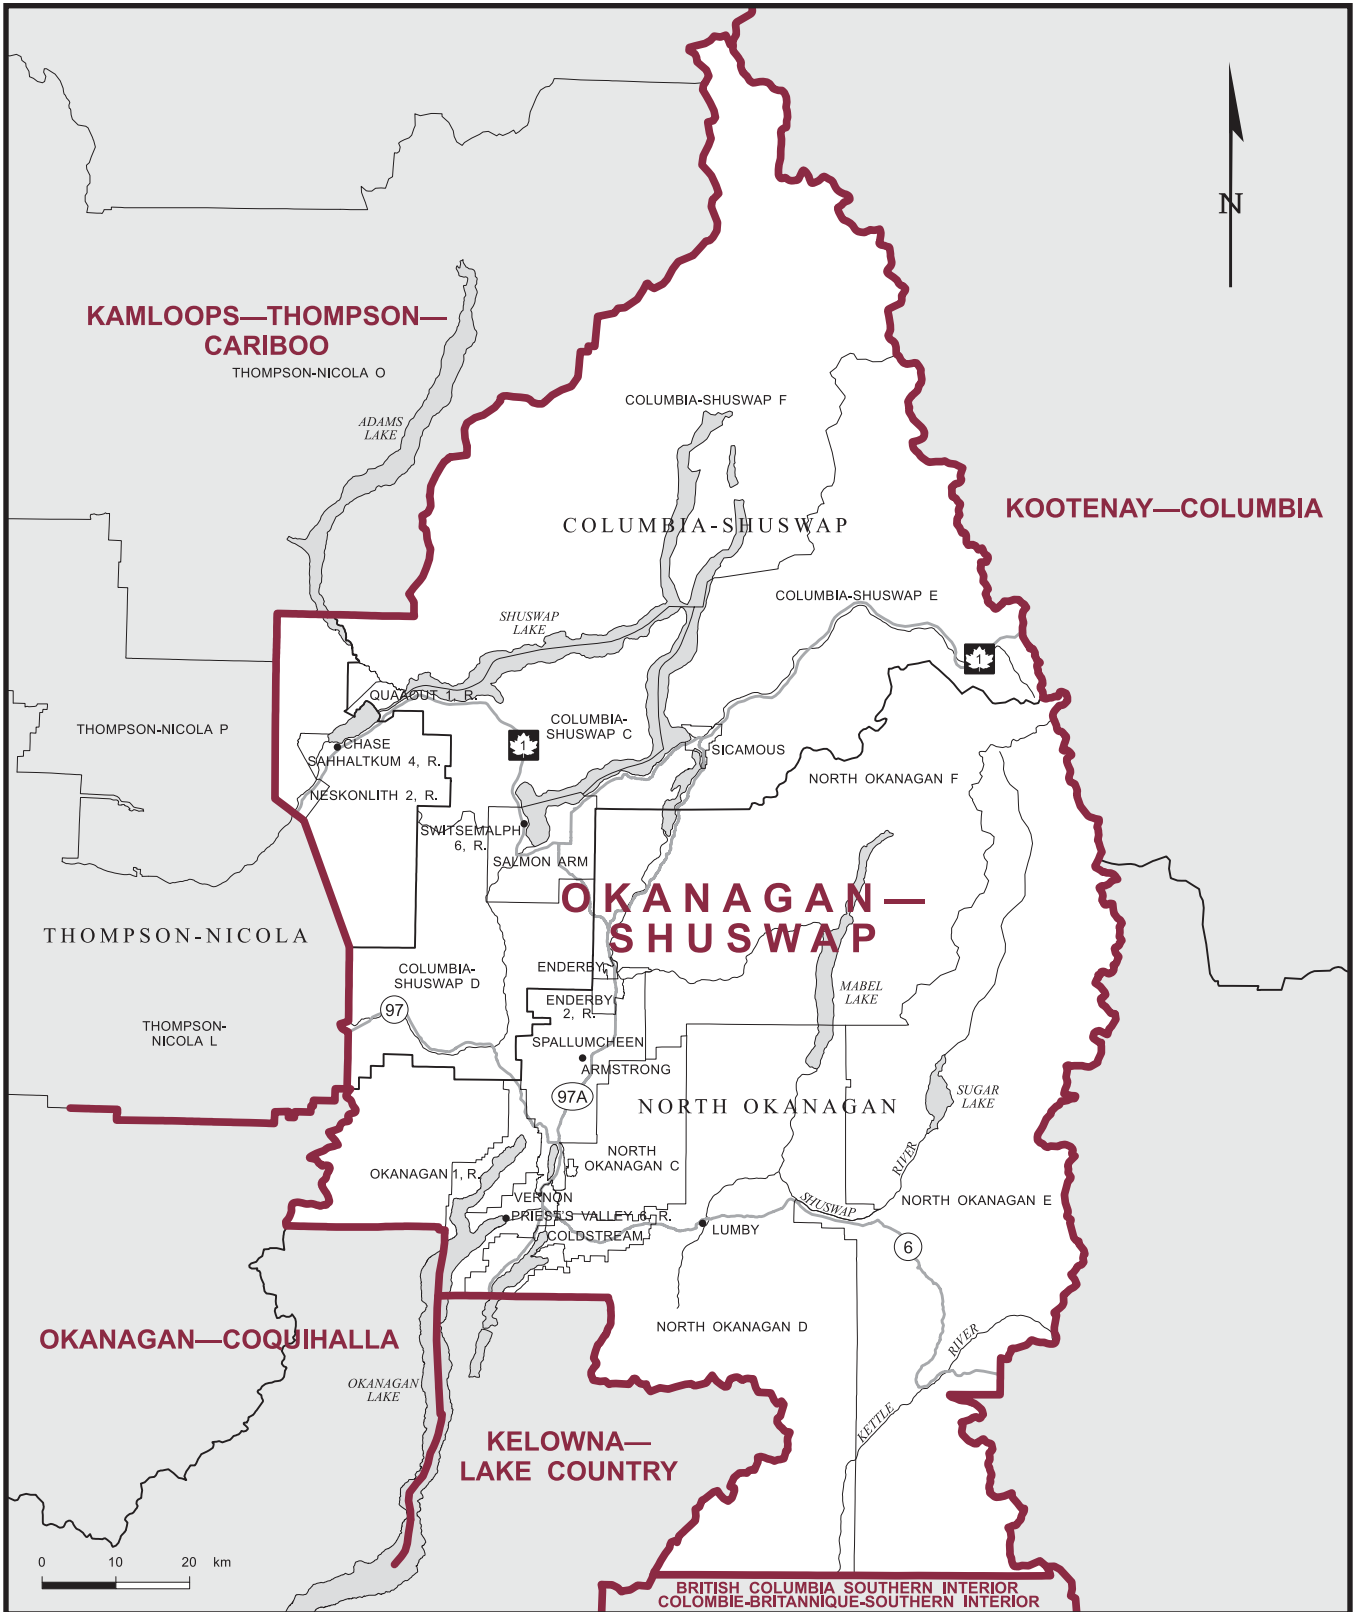 N
KAMLOOPS—THOMPSON—
CARIBOO
THOMPSON-NICOLA O
ADAMS
LAKE
COLUMBIA-SHUSWAP F
KOOTENAY—COLUMBIA
COLUMBIA-SHUSWAP
COLUMBIA-SHUSWAP E
SHUSWAP
LAKE
1
QUAAOUT 1, R.
THOMPSON-NICOLA P
COLUMBIA-
SHUSWAP C
1
CHASE
SAHHALTKUM 4, R.
SICAMOUS
NORTH OKANAGAN F
NESKONLITH 2, R.
SWITSEMALPH
6, R.
SALMON ARM
OKANAGAN—
SHUSWAP
THOMPSON-NICOLA
COLUMBIA-
SHUSWAP D
ENDERBY
MABEL
LAKE
97
ENDERBY
2, R.
THOMPSON-
NICOLA L
SPALLUMCHEEN
ARMSTRONG
97A
NORTH OKANAGAN
SUGAR
LAKE
NORTH
OKANAGAN C
RIVER
OKANAGAN 1, R.
VERNON
SHUSWAP
NORTH OKANAGAN E
PRIEST'S VALLEY 6, R.
LUMBY
COLDSTREAM
6
NORTH OKANAGAN D
RIVER
OKANAGAN—COQUIHALLA
OKANAGAN
LAKE
KETTLE
KELOWNA—
LAKE COUNTRY
0 10 20 km
BRITISH COLUMBIA SOUTHERN INTERIOR
COLOMBIE-BRITANNIQUE-SOUTHERN INTERIOR